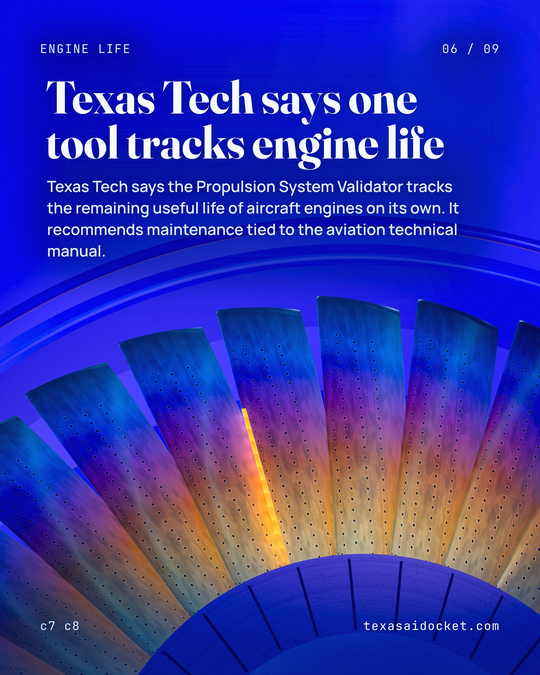 ENGINE LIFE
06 / 09
Texas Tech says one
tool tracks engine life
Texas Tech says the Propulsion System Validator tracks
the remaining useful life of aircraft engines on its own. It
recommends maintenance tied to the aviation technical
manual.
c7 c8
texasaidocket.com